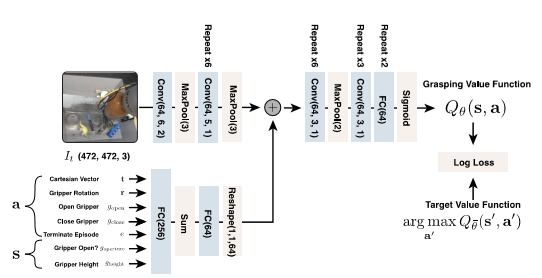 Repeat x6
Repeat x6
Repeat x3
Repeat x2
Conv(64, 6, 2)
MaxPool(3)
Conv(64, 5, 1)
MaxPool(3)
+
Conv(64, 3, 1)
MaxPool(2)
Conv(64, 3, 1)
FC(64)
Sigmoid
Grasping Value Function
Q_θ(s, a)
Log Loss
Target Value Function
arg max Q_θ̄(s′, a′)
a′
I_t (472, 472, 3)
a
Cartesian Vector t
Gripper Rotation r
Open Gripper g_open
Close Gripper g_close
Terminate Episode e
s
Gripper Open? g_aperture
Gripper Height g_height
FC(256)
Sum
FC(64)
Reshape(1,1,64)